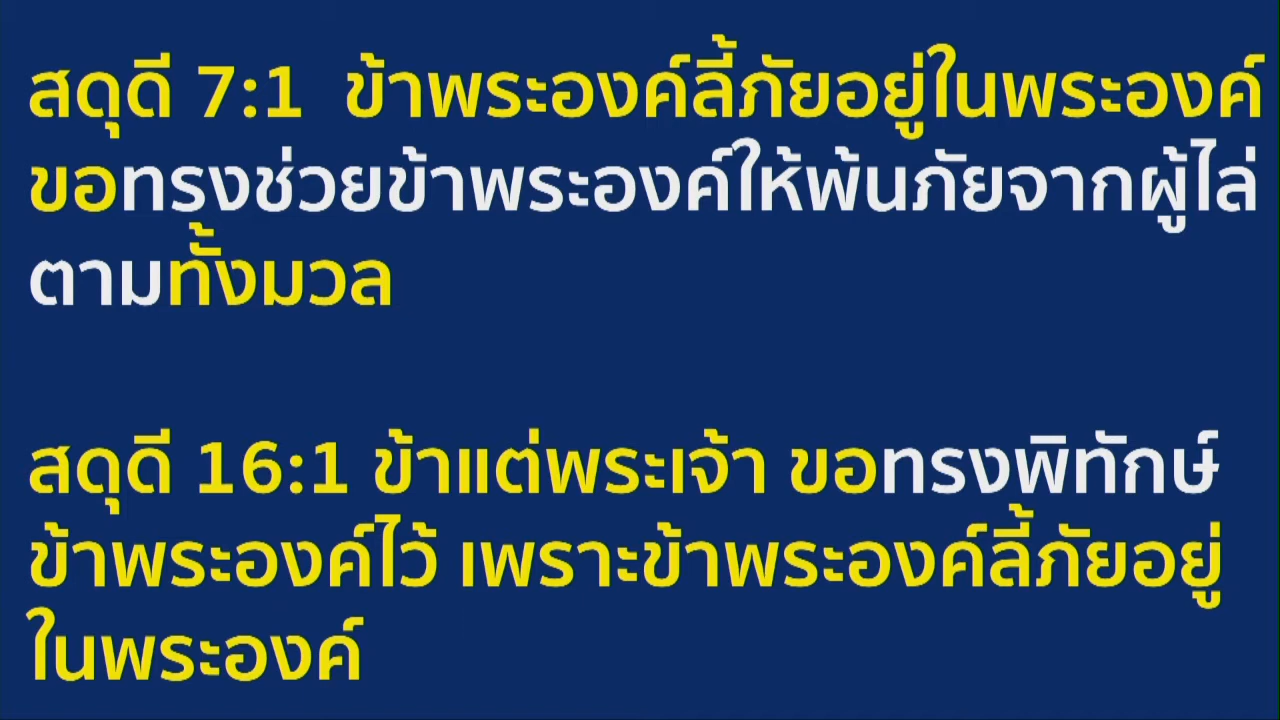 สดุดี 7:1 ข้าพระองค์ลี้ภัยอยู่ในพระองค์
ขอทรงช่วยข้าพระองค์ให้พ้นภัยจากผู้ไล่
ตามทั้งมวล
สดุดี 16:1 ข้าแต่พระเจ้า ขอทรงพิทักษ์
ข้าพระองค์ไว้ เพราะข้าพระองค์ลี้ภัยอยู่
ในพระองค์